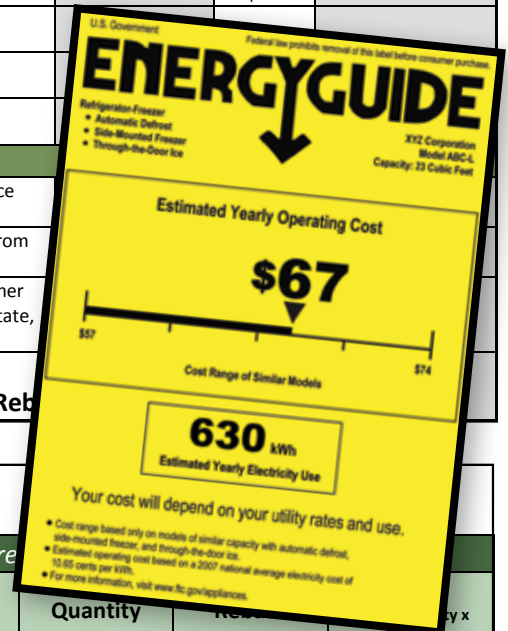 ce
rom
ner
tate,
Reb
re
Quantity
y x
U.S. Government
Federal law prohibits removal of this label before consumer purchase.
ENERGYGUIDE
Refrigerator-Freezer
• Automatic Defrost
• Side-Mounted Freezer
• Through-the-Door Ice
XYZ Corporation
Model ABC-L
Capacity: 23 Cubic Feet
Estimated Yearly Operating Cost
$67
$57
$74
Cost Range of Similar Models
630 kWh
Estimated Yearly Electricity Use
Your cost will depend on your utility rates and use.
• Cost range based only on models of similar capacity with automatic defrost,
side-mounted freezer, and through-the-door ice.
• Estimated operating cost based on a 2007 national average electricity cost of
10.65 cents per kWh.
• For more information, visit www.ftc.gov/appliances.